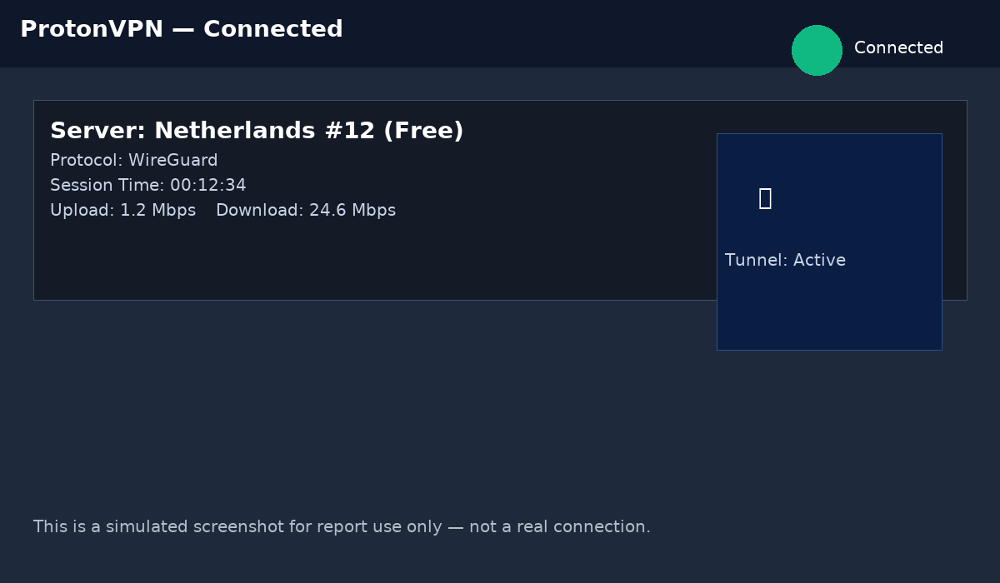 ProtonVPN — Connected
Connected
Server: Netherlands #12 (Free)
Protocol: WireGuard
Session Time: 00:12:34
Upload: 1.2 Mbps    Download: 24.6 Mbps
Tunnel: Active
This is a simulated screenshot for report use only — not a real connection.